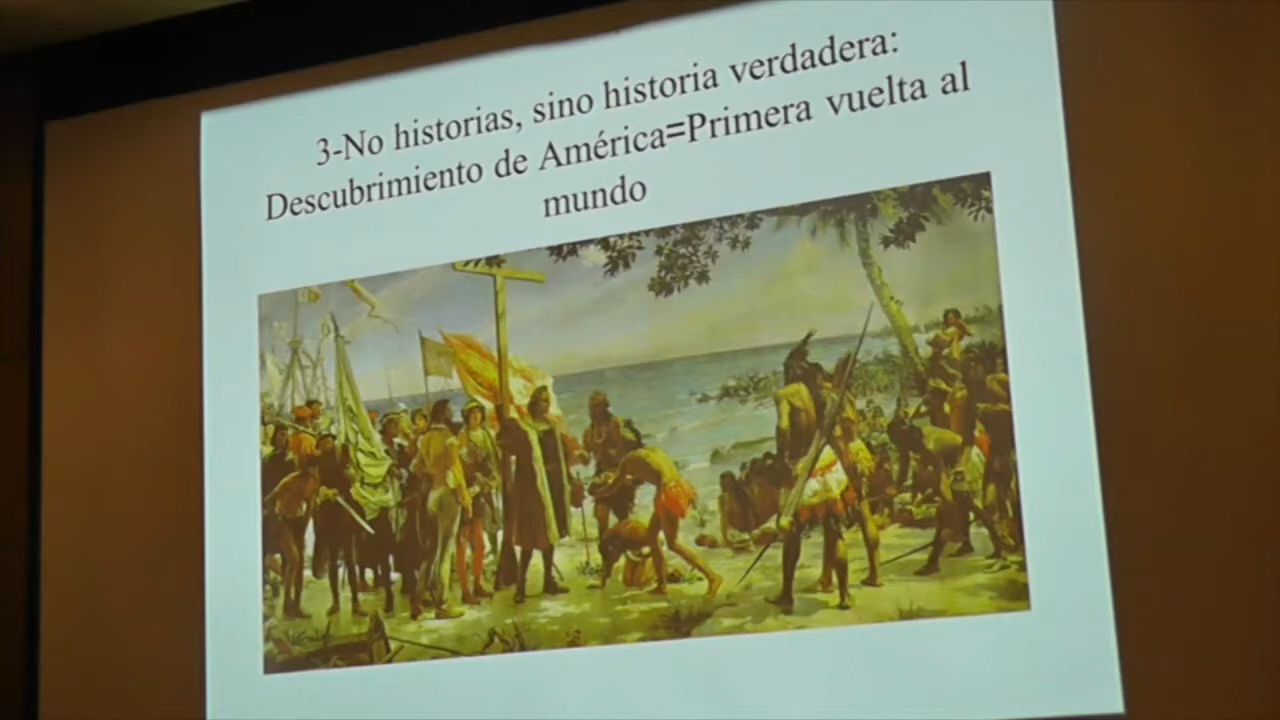 3-No historias, sino historia verdadera:
Descubrimiento de América=Primera vuelta al
mundo